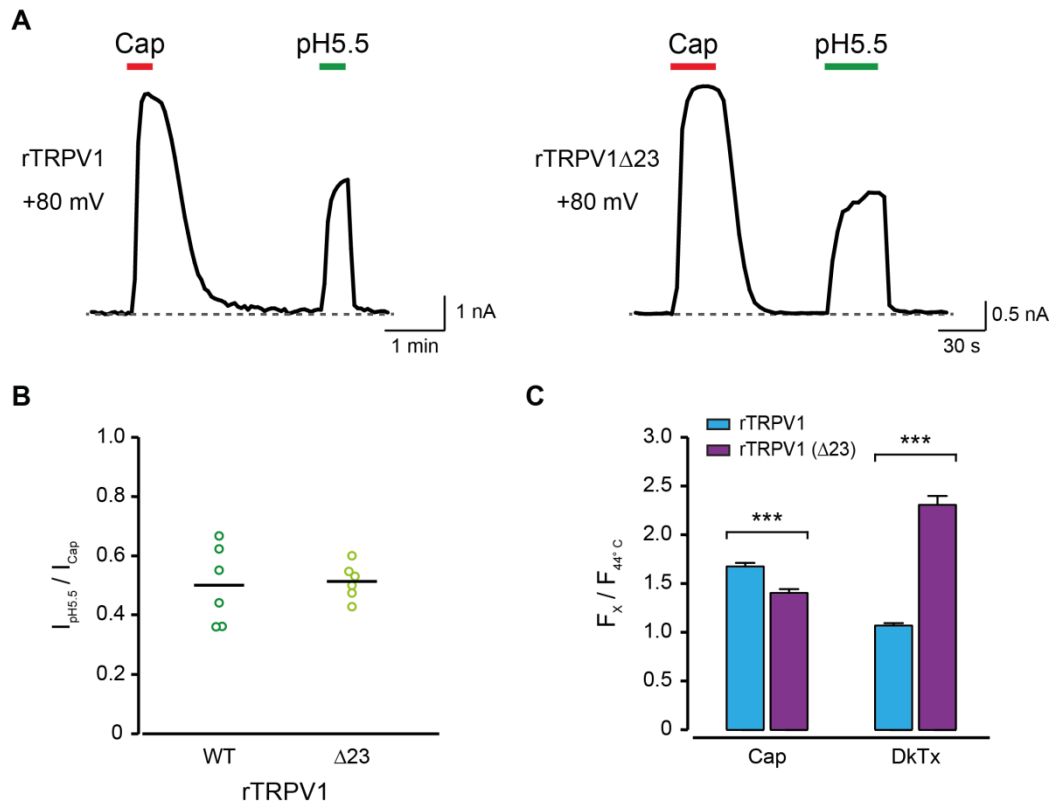 A
Cap pH5.5
rTRPV1
+80 mV
1 nA
1 min
Cap pH5.5
rTRPV1Δ23
+80 mV
0.5 nA
30 s
B
1.0
0.8
0.6
0.4
0.2
0
IpH5.5 / ICap
WT Δ23
rTRPV1
C
rTRPV1
rTRPV1 (Δ23)
3.0
2.5
2.0
1.5
1.0
0.5
0
FX / F44° C
***
***
Cap DkTx